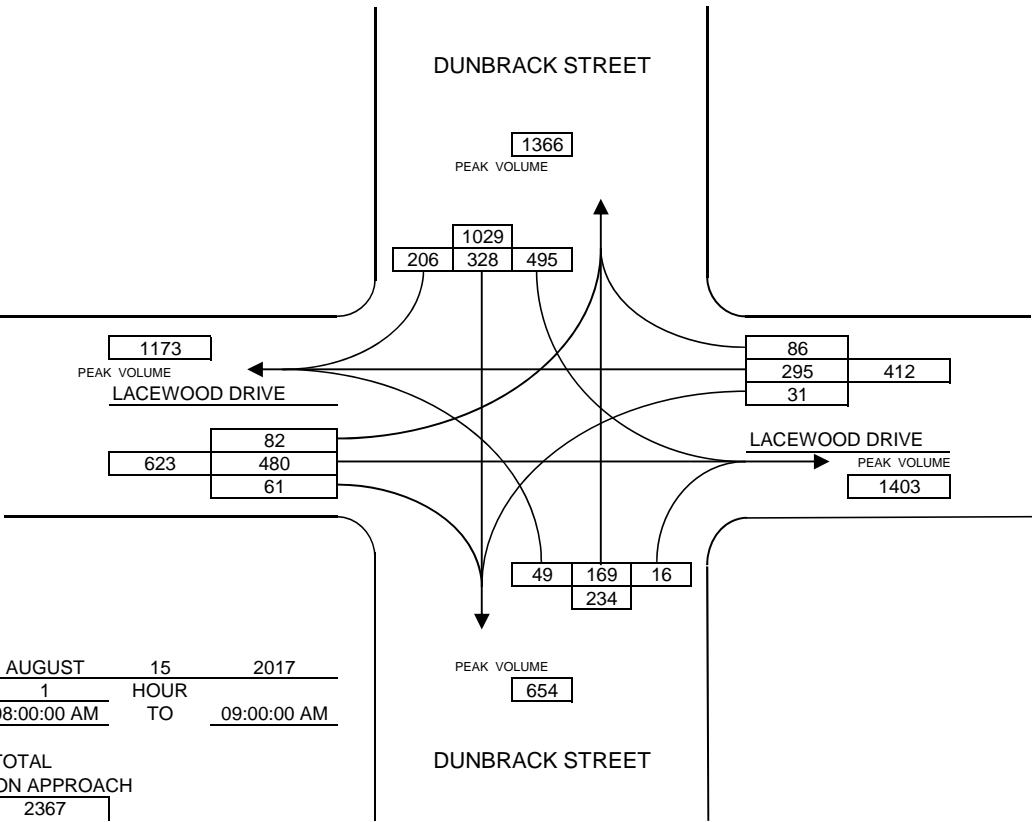 DUNBRACK STREET
1366
PEAK VOLUME
1029
206 328 495
1173
PEAK VOLUME
LACEWOOD DRIVE
86
295 412
31
82
623 480
61
LACEWOOD DRIVE
PEAK VOLUME
1403
49 169 16
234
AUGUST 15 2017
1 HOUR
08:00:00 AM TO 09:00:00 AM
PEAK VOLUME
654
DUNBRACK STREET
TOTAL
ON APPROACH
2367